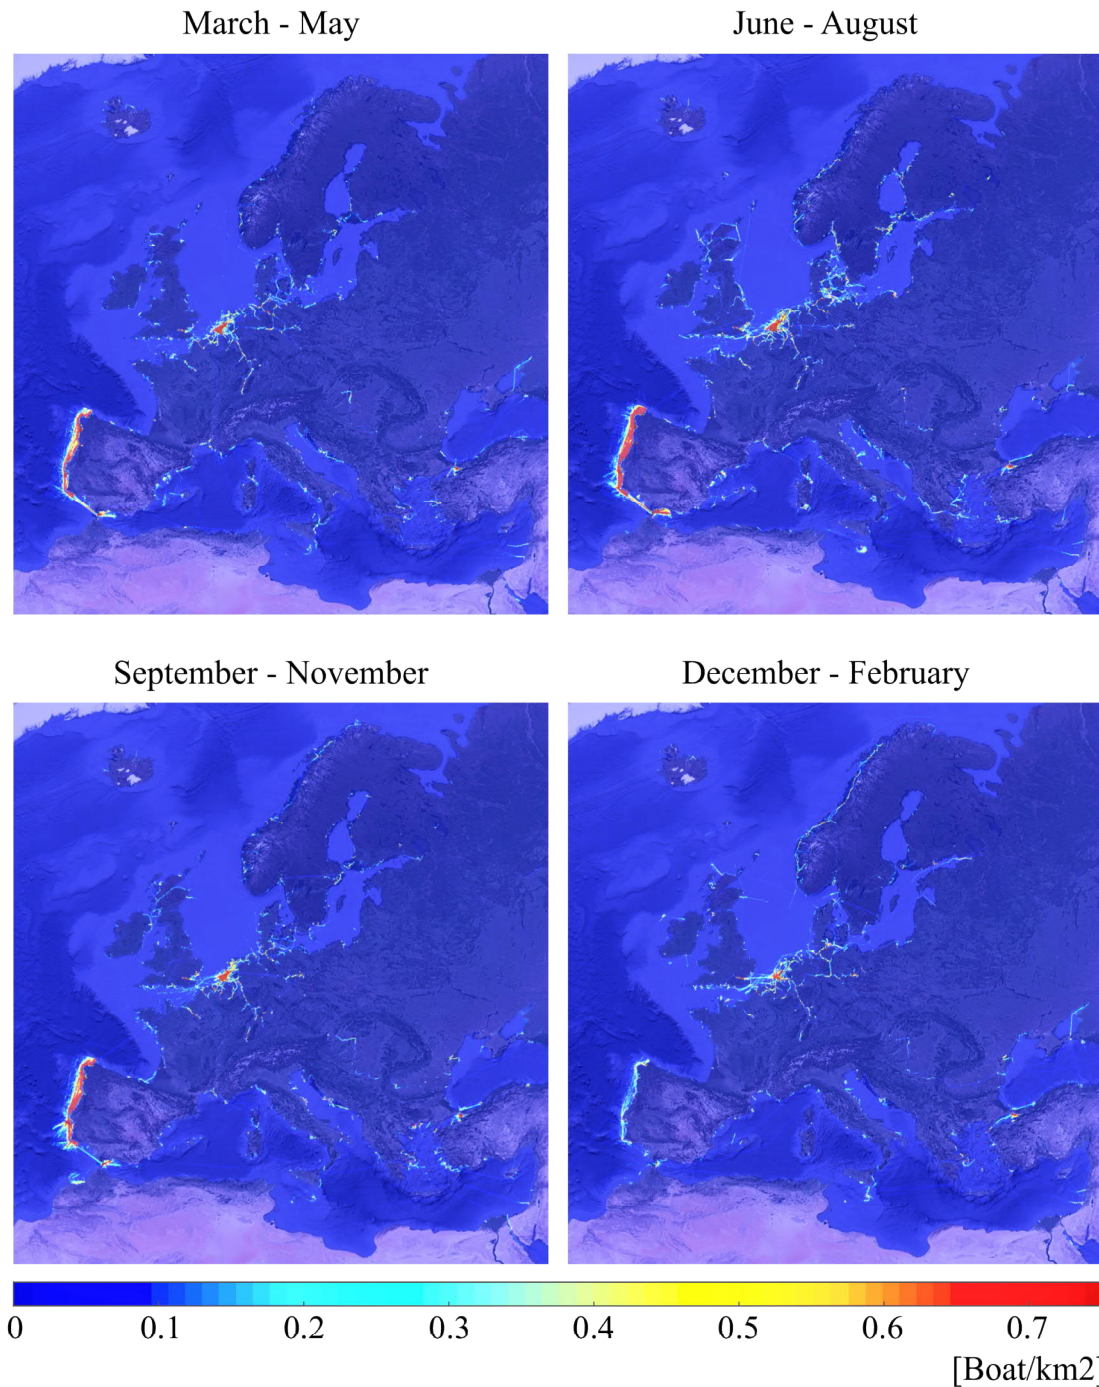 March - May
June - August
September - November
December - February
0 0.1 0.2 0.3 0.4 0.5 0.6 0.7
[Boat/km2]